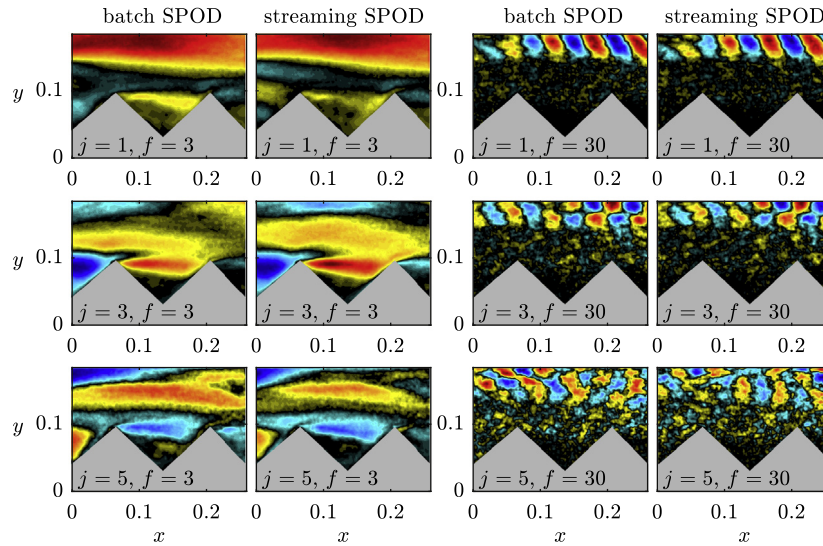 batch SPOD streaming SPOD batch SPOD streaming SPOD
y 0.1
j = 1, f = 3 j = 1, f = 3 j = 1, f = 30 j = 1, f = 30
0
0 0.1 0.2 0 0.1 0.2 0 0.1 0.2 0 0.1 0.2
y 0.1
j = 3, f = 3 j = 3, f = 3 j = 3, f = 30 j = 3, f = 30
0
0 0.1 0.2 0 0.1 0.2 0 0.1 0.2 0 0.1 0.2
y 0.1
j = 5, f = 3 j = 5, f = 3 j = 5, f = 30 j = 5, f = 30
0
0 0.1 0.2 0 0.1 0.2 0 0.1 0.2 0 0.1 0.2
x x x x